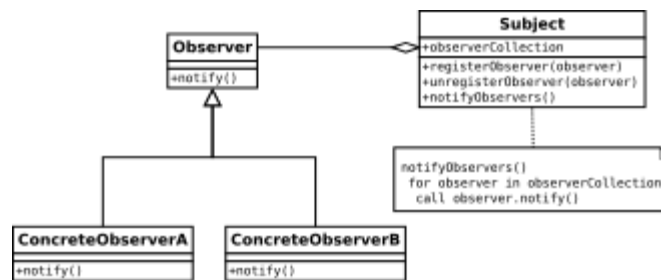 Observer
+notify()
Subject
+observerCollection
+registerObserver(observer)
+unregisterObserver(observer)
+notifyObservers()
notifyObservers()
for observer in observerCollection
call observer.notify()
ConcreteObserverA
+notify()
ConcreteObserverB
+notify()